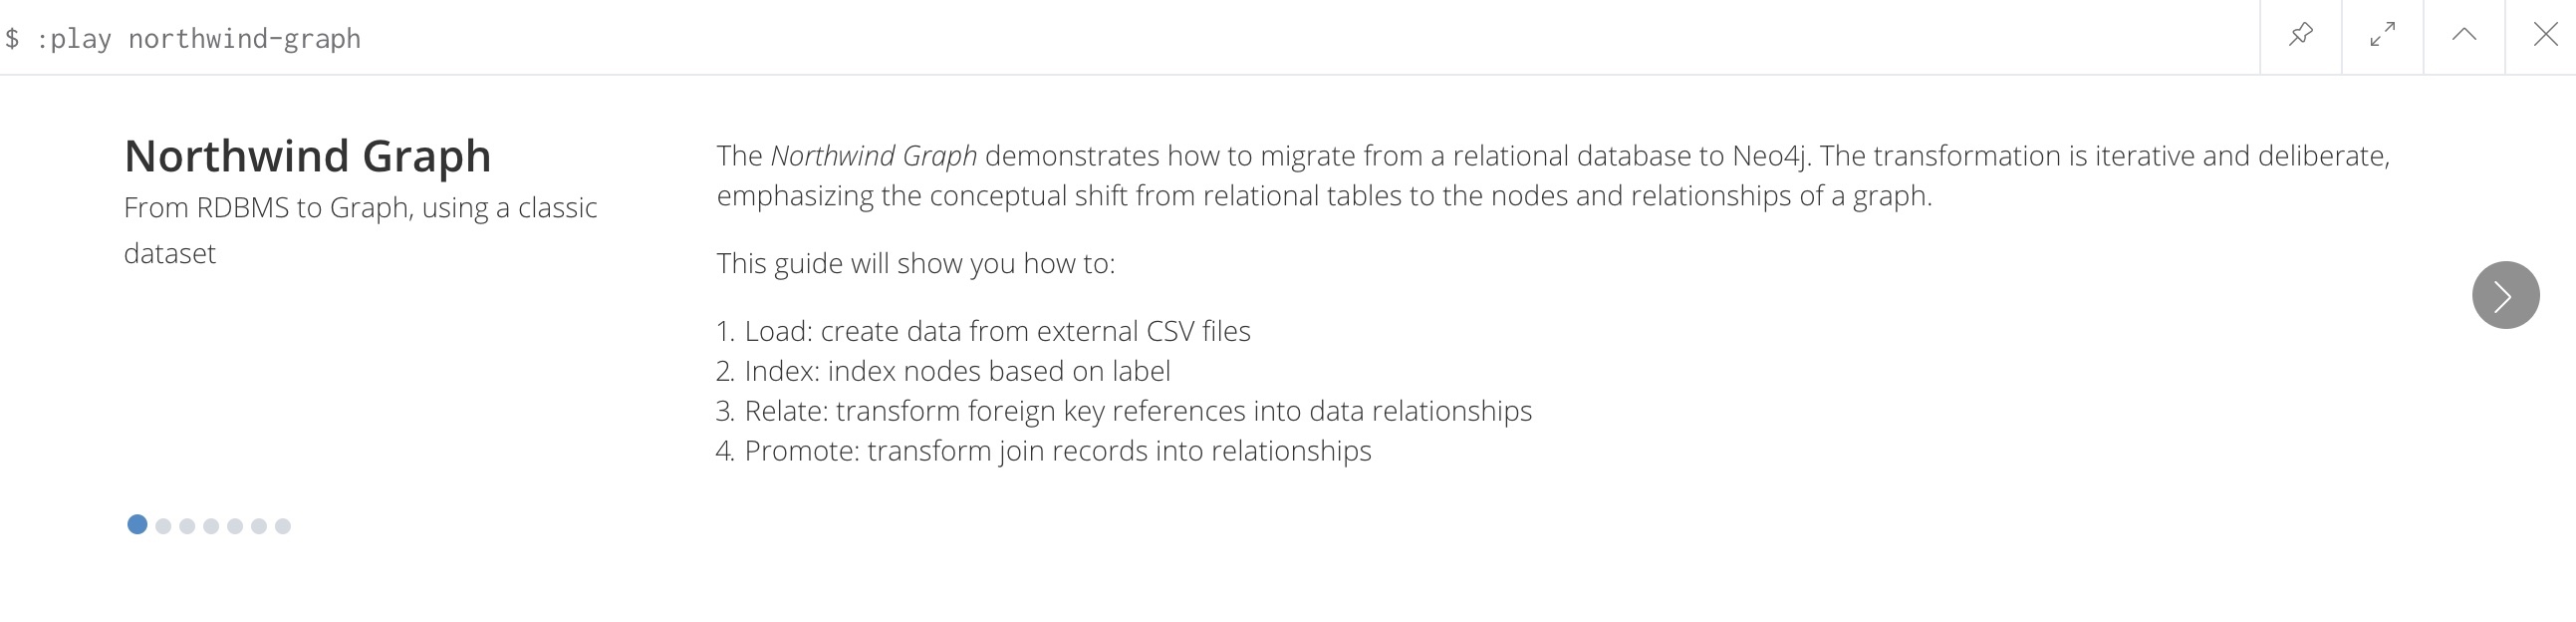 $ :play northwind-graph
Northwind Graph
From RDBMS to Graph, using a classic
dataset
The Northwind Graph demonstrates how to migrate from a relational database to Neo4j. The transformation is iterative and deliberate,
emphasizing the conceptual shift from relational tables to the nodes and relationships of a graph.
This guide will show you how to:
1. Load: create data from external CSV files
2. Index: index nodes based on label
3. Relate: transform foreign key references into data relationships
4. Promote: transform join records into relationships